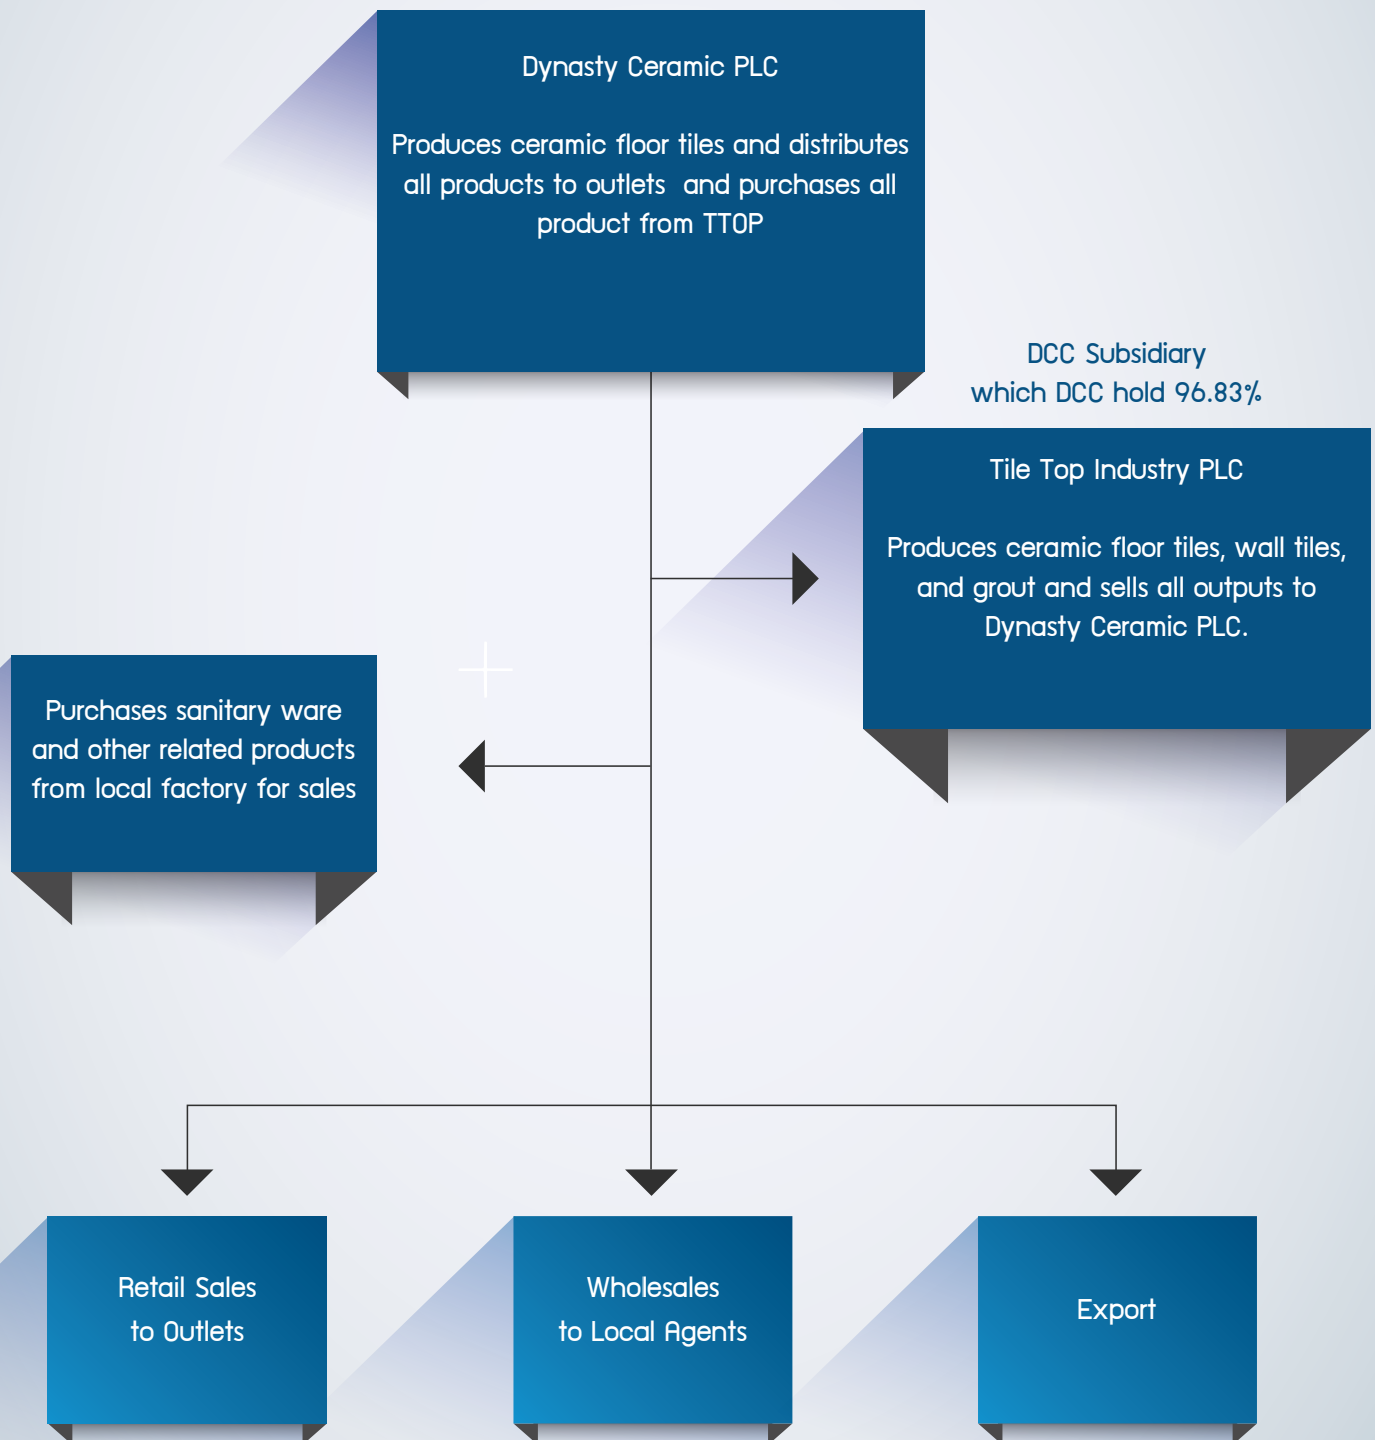 Dynasty Ceramic PLC
Produces ceramic floor tiles and distributes
all products to outlets and purchases all
product from TTOP
DCC Subsidiary
which DCC hold 96.83%
Tile Top Industry PLC
Produces ceramic floor tiles, wall tiles,
and grout and sells all outputs to
Dynasty Ceramic PLC.
Purchases sanitary ware
and other related products
from local factory for sales
Retail Sales
to Outlets
Wholesales
to Local Agents
Export